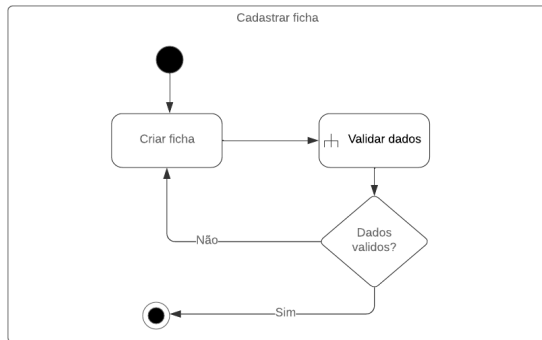 Cadastrar ficha
Criar ficha
Validar dados
Dados
validos?
Não
Sim